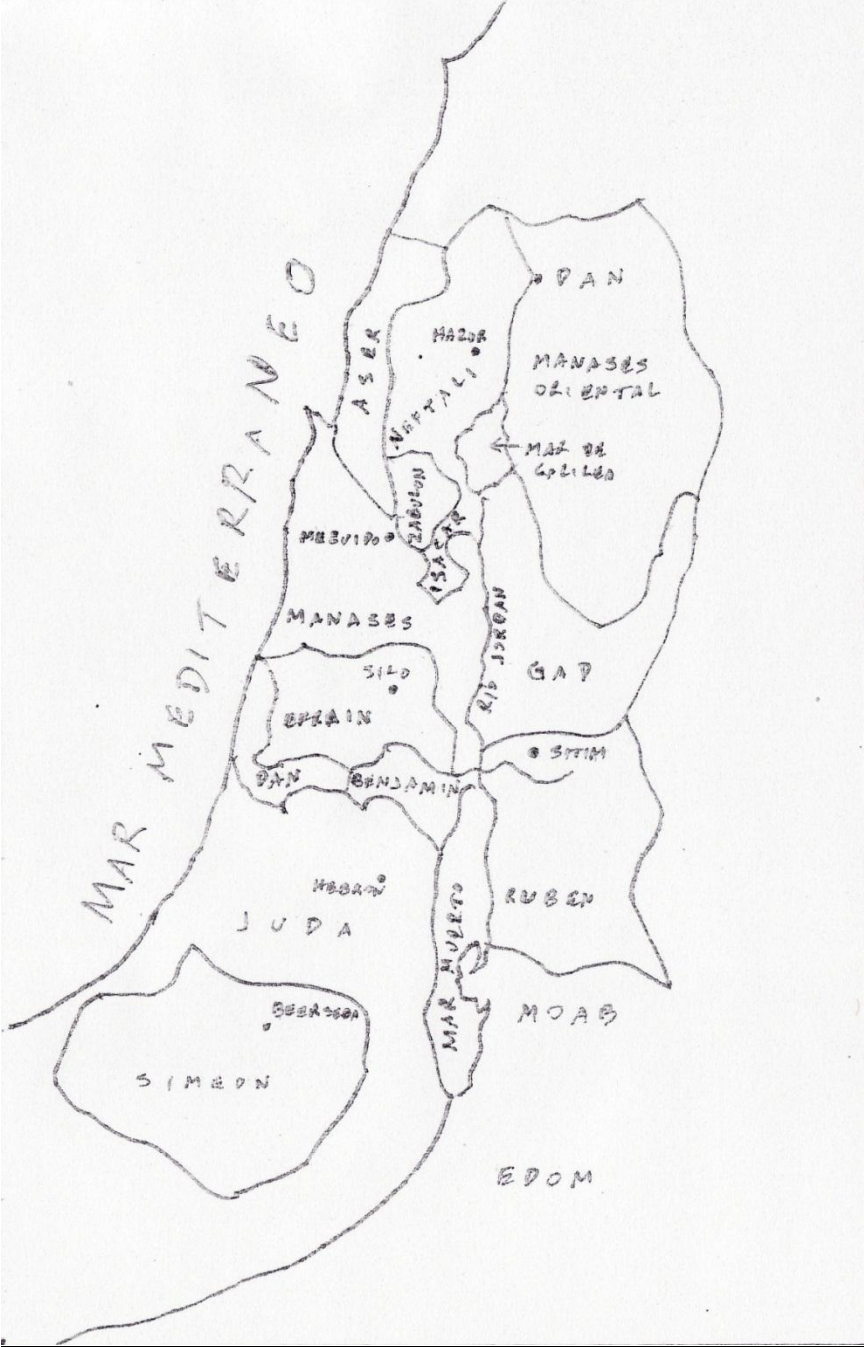 MAR MEDITERRANEO
DAN
ASER
HAZOR
NEFTALI
MANASES
ORIENTAL
MAR DE
GALILEA
ZABULON
ISACAR
MEGUIDO
MANASES
RIO JORDAN
SILO
GAD
EFRAIN
SITIM
DAN
BENJAMIN
HEBRON
JUDA
MAR MUERTO
RUBEN
BEERSEBA
MOAB
SIMEON
EDOM